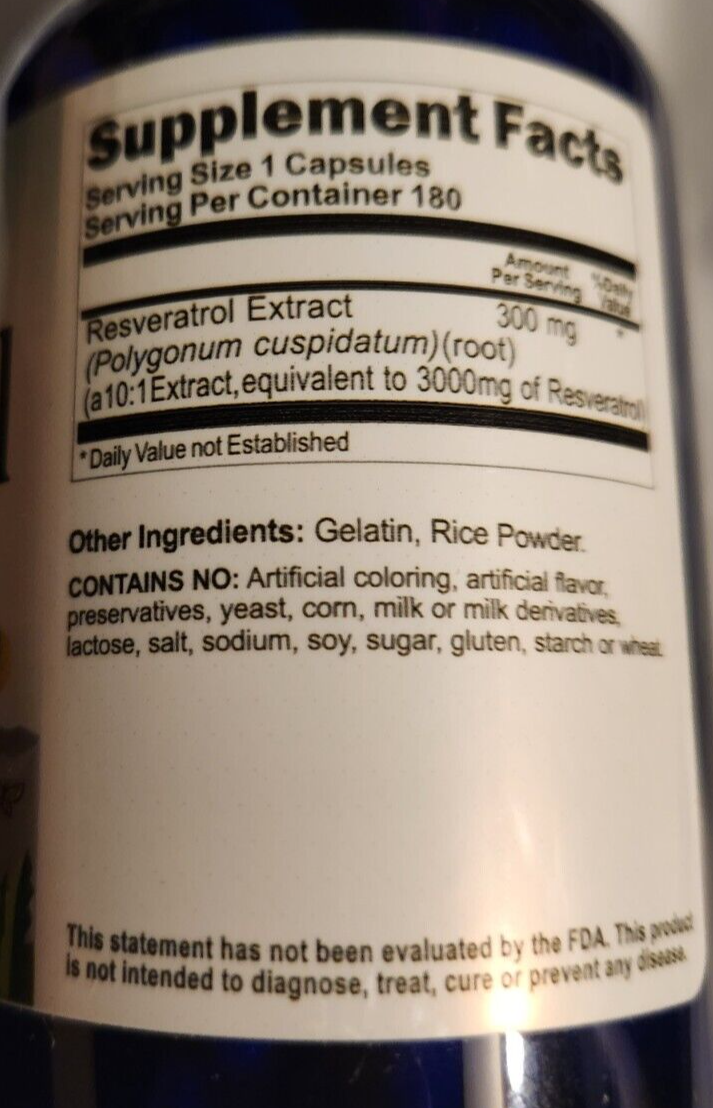 Supplement Facts
Serving Size 1 Capsules
Serving Per Container 180
Amount Per Serving %Daily Value
Resveratrol Extract 300 mg *
(Polygonum cuspidatum)(root)
(a10:1Extract,equivalent to 3000mg of Resveratrol)
*Daily Value not Established
Other Ingredients: Gelatin, Rice Powder.
CONTAINS NO: Artificial coloring, artificial flavor,
preservatives, yeast, corn, milk or milk derivatives,
lactose, salt, sodium, soy, sugar, gluten, starch or wheat.
This statement has not been evaluated by the FDA. This product
is not intended to diagnose, treat, cure or prevent any disease.